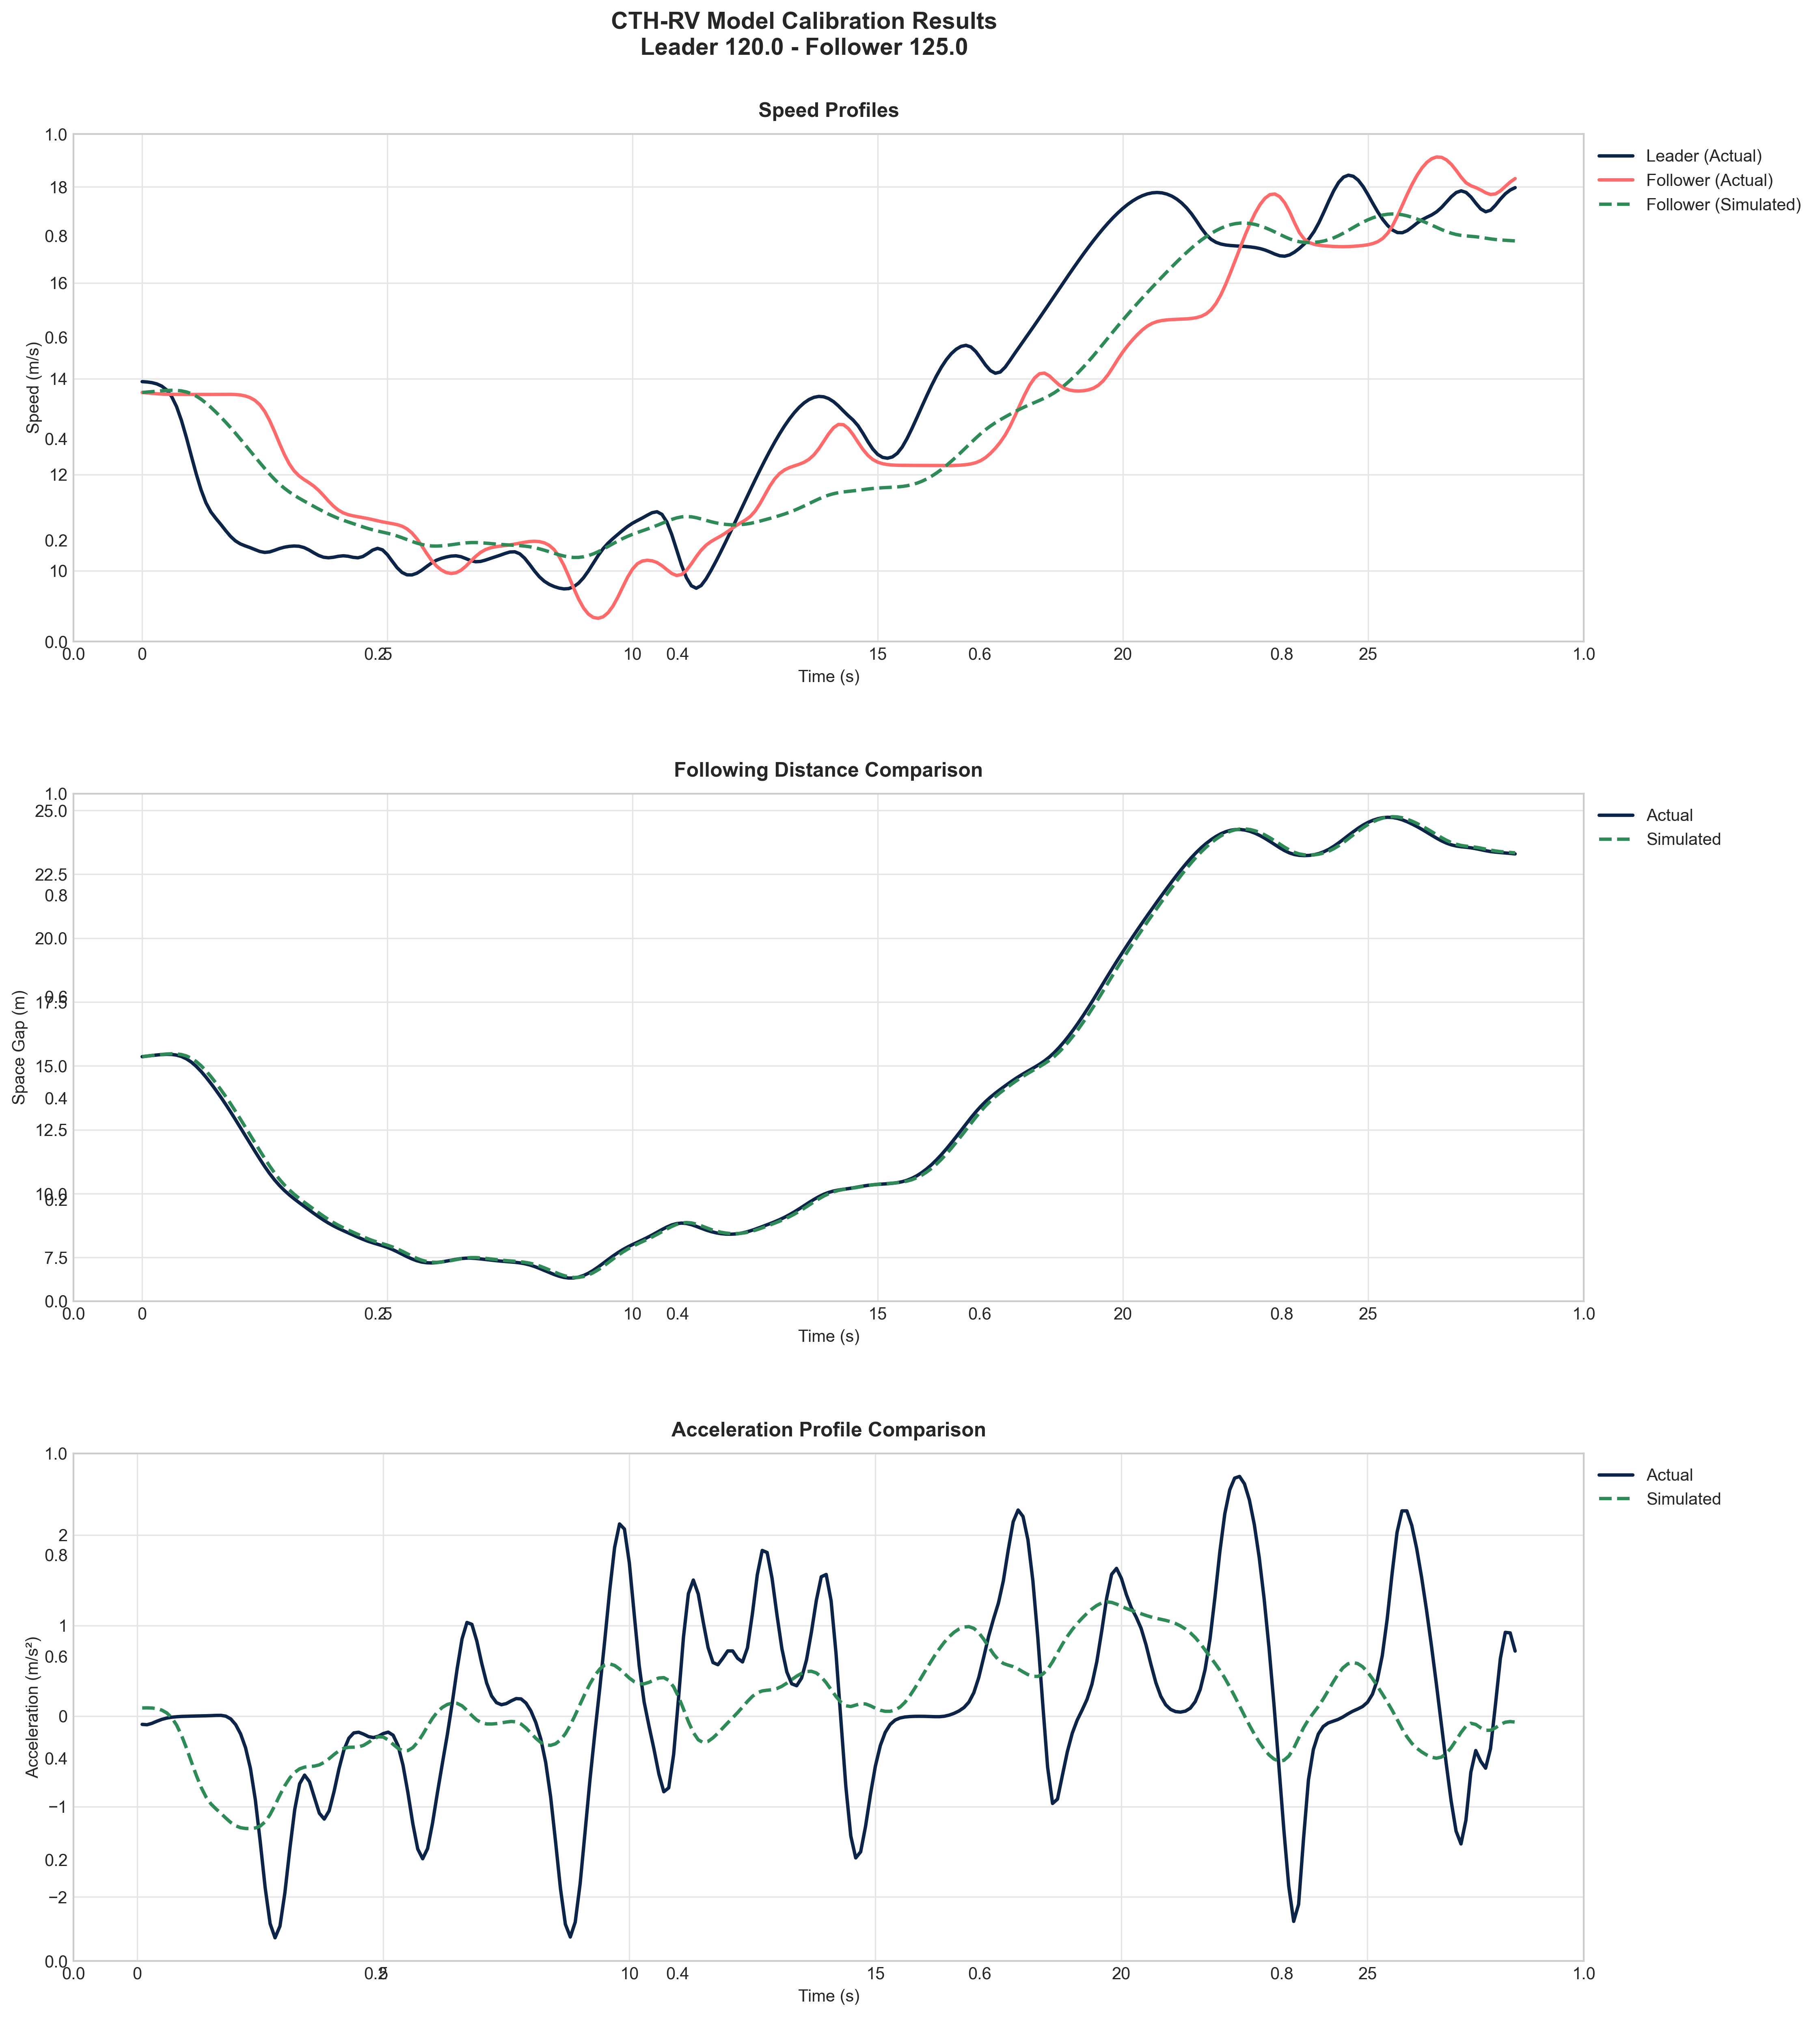 CTH-RV Model Calibration Results
Leader 120.0 - Follower 125.0
Speed Profiles
1.0
18
0.8
16
0.6
14
0.4
12
0.2
10
0.0
Speed (m/s)
0.0 0 0.2 5 10 0.4 15 0.6 20 0.8 25 1.0
Time (s)
Leader (Actual)
Follower (Actual)
Follower (Simulated)
Following Distance Comparison
1.0
25.0
22.5
0.8
20.0
0.6
17.5
15.0
0.4
12.5
10.0
0.2
7.5
0.0
Space Gap (m)
0.0 0 0.2 5 10 0.4 15 0.6 20 0.8 25 1.0
Time (s)
Actual
Simulated
Acceleration Profile Comparison
1.0
2
0.8
1
0.6
0
0.4
−1
0.2
−2
0.0
Acceleration (m/s²)
0.0 0 0.2 5 10 0.4 15 0.6 20 0.8 25 1.0
Time (s)
Actual
Simulated